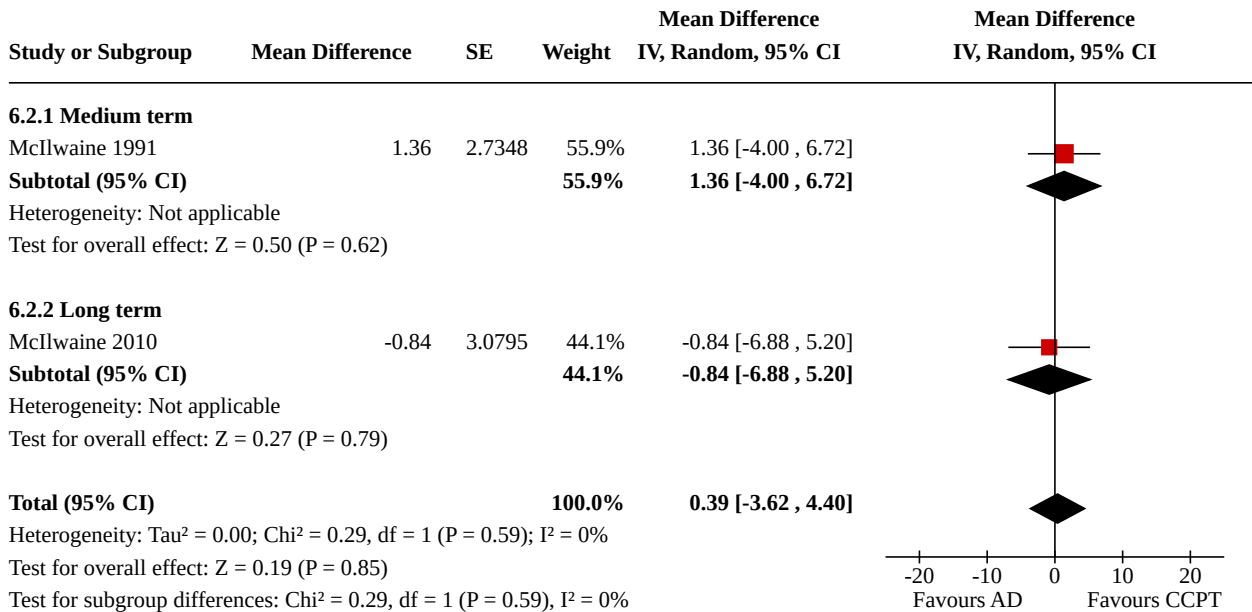 Mean Difference Mean Difference
Study or Subgroup Mean Difference SE Weight IV, Random, 95% CI IV, Random, 95% CI
6.2.1 Medium term
McIlwaine 1991 1.36 2.7348 55.9% 1.36 [-4.00 , 6.72]
Subtotal (95% CI) 55.9% 1.36 [-4.00 , 6.72]
Heterogeneity: Not applicable
Test for overall effect: Z = 0.50 (P = 0.62)
6.2.2 Long term
McIlwaine 2010 -0.84 3.0795 44.1% -0.84 [-6.88 , 5.20]
Subtotal (95% CI) 44.1% -0.84 [-6.88 , 5.20]
Heterogeneity: Not applicable
Test for overall effect: Z = 0.27 (P = 0.79)
Total (95% CI) 100.0% 0.39 [-3.62 , 4.40]
Heterogeneity: Tau² = 0.00; Chi² = 0.29, df = 1 (P = 0.59); I² = 0%
Test for overall effect: Z = 0.19 (P = 0.85)
-20 -10 0 10 20
Test for subgroup differences: Chi² = 0.29, df = 1 (P = 0.59), I² = 0% Favours AD Favours CCPT